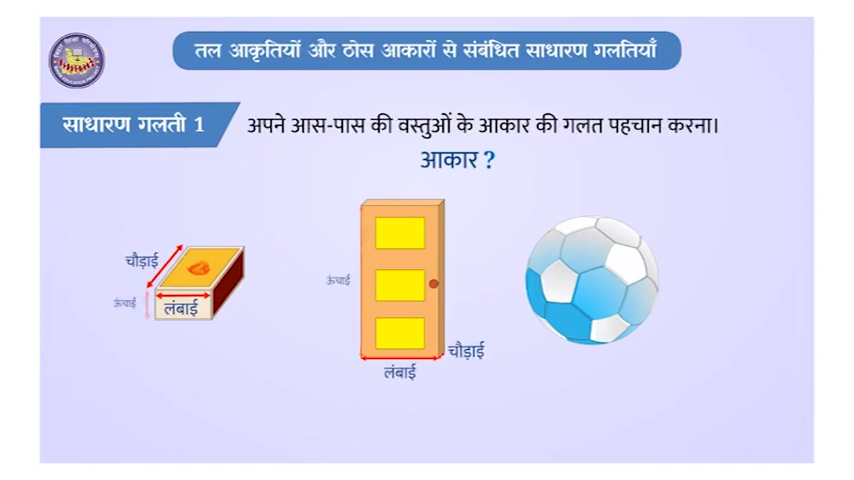 तल आकृतियों और ठोस आकारों से संबंधित साधारण गलतियाँ
साधारण गलती 1
अपने आस-पास की वस्तुओं के आकार की गलत पहचान करना।
आकार ?
चौड़ाई
ऊंचाई
लंबाई
ऊंचाई
चौड़ाई
लंबाई